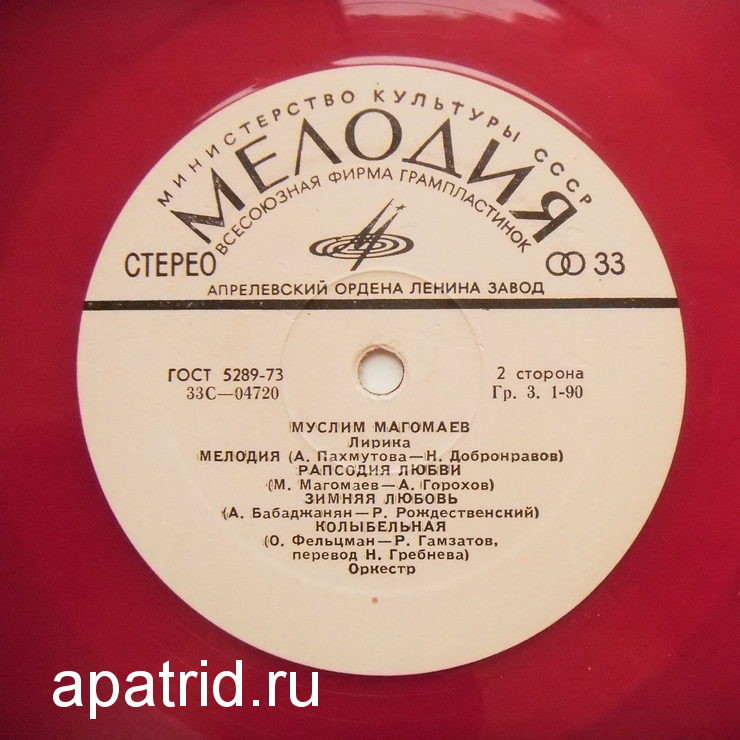 МИНИСТЕРСТВО КУЛЬТУРЫ СССР
МЕЛОДИЯ
ВСЕСОЮЗНАЯ ФИРМА ГРАМПЛАСТИНОК
СТЕРЕО 33
АПРЕЛЕВСКИЙ ОРДЕНА ЛЕНИНА ЗАВОД
ГОСТ 5289-73 2 сторона
33С—04720 Гр. 3. 1-90
МУСЛИМ МАГОМАЕВ
Лирика
МЕЛОДИЯ (А. Пахмутова—Н. Добронравов)
РАПСОДИЯ ЛЮБВИ
(М. Магомаев—А. Горохов)
ЗИМНЯЯ ЛЮБОВЬ
(А. Бабаджанян—Р. Рождественский)
КОЛЫБЕЛЬНАЯ
(О. Фельцман—Р. Гамзатов,
перевод Н. Гребнева)
Оркестр
apatrid.ru